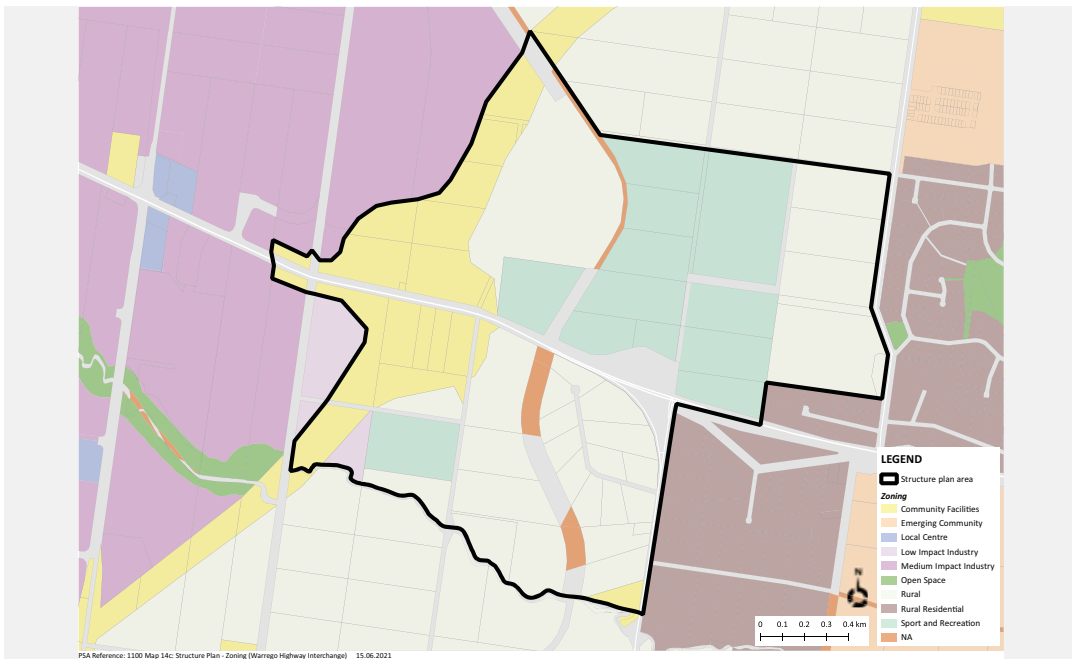 LEGEND
Structure plan area
Zoning
Community Facilities
Emerging Community
Local Centre
Low Impact Industry
Medium Impact Industry
Open Space
Rural
Rural Residential
Sport and Recreation
NA
N
0 0.1 0.2 0.3 0.4 km
PSA Reference: 1100 Map 14c: Structure Plan - Zoning (Warrego Highway Interchange) 15.06.2021